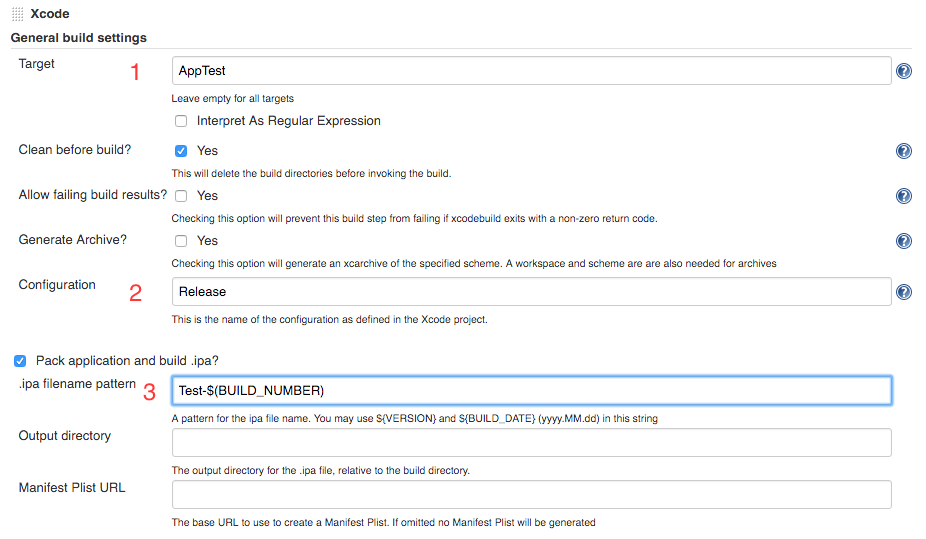 Xcode
General build settings
Target 1 AppTest ?
Leave empty for all targets
Interpret As Regular Expression
Clean before build? Yes ?
This will delete the build directories before invoking the build.
Allow failing build results? Yes ?
Checking this option will prevent this build step from failing if xcodebuild exits with a non-zero return code.
Generate Archive? Yes ?
Checking this option will generate an xcarchive of the specified scheme. A workspace and scheme are are also needed for archives
Configuration 2 Release ?
This is the name of the configuration as defined in the Xcode project.
Pack application and build .ipa?
.ipa filename pattern 3 Test-$(BUILD_NUMBER)
A pattern for the ipa file name. You may use ${VERSION} and ${BUILD_DATE} (yyyy.MM.dd) in this string
Output directory
The output directory for the .ipa file, relative to the build directory.
Manifest Plist URL
The base URL to use to create a Manifest Plist. If omitted no Manifest Plist will be generated